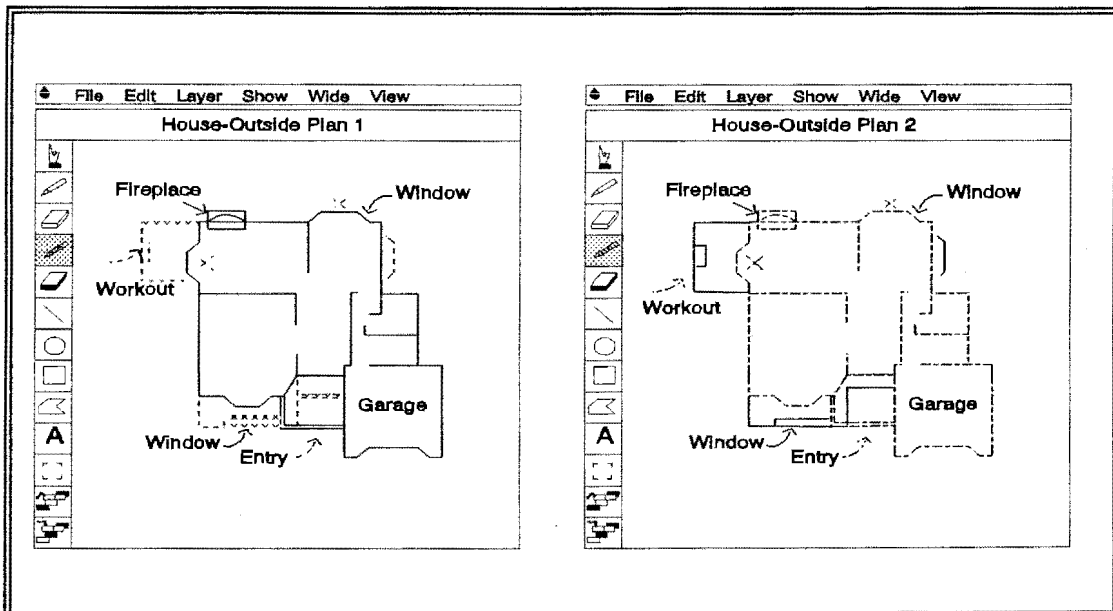 File Edit Layer Show Wide View
House-Outside Plan 1
Fireplace
Window
Workout
Garage
Window
Entry
A
File Edit Layer Show Wide View
House-Outside Plan 2
Fireplace
Window
Workout
Garage
Window
Entry
A